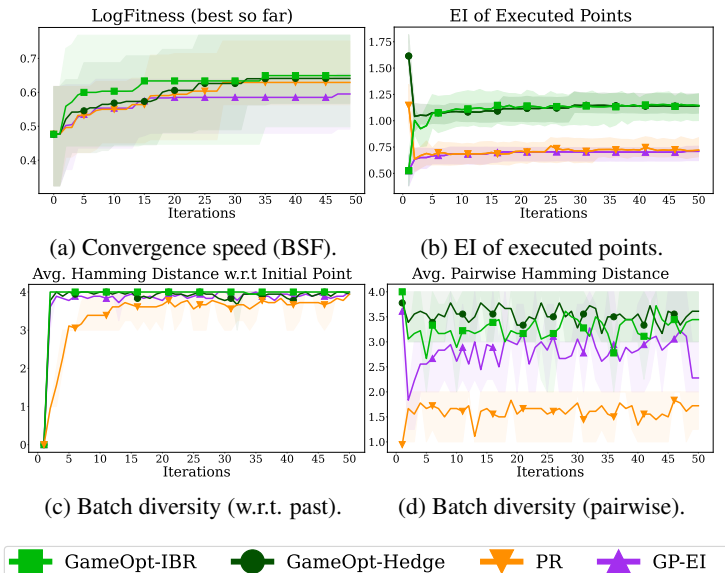 LogFitness (best so far)
0.7
0.6
0.5
0.4
0 5 10 15 20 25 30 35 40 45 50
Iterations
(a) Convergence speed (BSF).
EI of Executed Points
1.75
1.50
1.25
1.00
0.75
0.50
0 5 10 15 20 25 30 35 40 45 50
Iterations
(b) EI of executed points.
Avg. Hamming Distance w.r.t Initial Point
4
3
2
1
0
0 5 10 15 20 25 30 35 40 45 50
Iterations
(c) Batch diversity (w.r.t. past).
Avg. Pairwise Hamming Distance
4.0
3.5
3.0
2.5
2.0
1.5
1.0
0 5 10 15 20 25 30 35 40 45 50
Iterations
(d) Batch diversity (pairwise).
GameOpt-IBR GameOpt-Hedge PR GP-EI